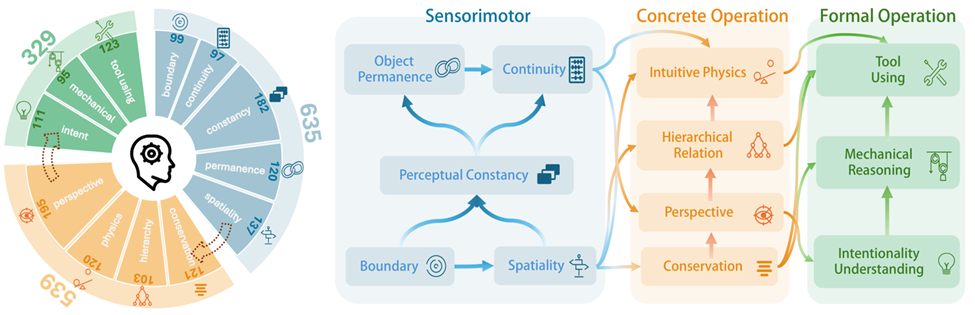 329
635
539
123
tool using
95
mechanical
111
intent
99
boundary
97
continuity
182
constancy
120
permanence
137
spatiality
121
conservation
103
hierarchy
120
physics
195
perspective
Sensorimotor
Object
Permanence
Continuity
Perceptual Constancy
Boundary
Spatiality
Concrete Operation
Intuitive Physics
Hierarchical
Relation
Perspective
Conservation
Formal Operation
Tool
Using
Mechanical
Reasoning
Intentionality
Understanding